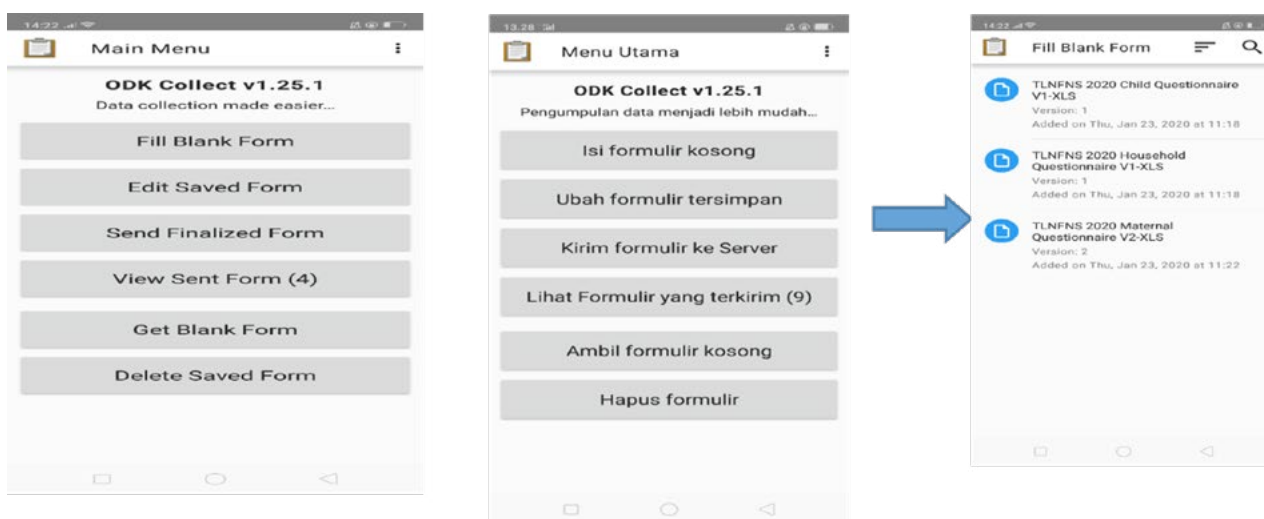 14:22
Main Menu
ODK Collect v1.25.1
Data collection made easier...
Fill Blank Form
Edit Saved Form
Send Finalized Form
View Sent Form (4)
Get Blank Form
Delete Saved Form
13.28
Menu Utama
ODK Collect v1.25.1
Pengumpulan data menjadi lebih mudah...
Isi formulir kosong
Ubah formulir tersimpan
Kirim formulir ke Server
Lihat Formulir yang terkirim (9)
Ambil formulir kosong
Hapus formulir
14:22
Fill Blank Form
TLNFNS 2020 Child Questionnaire
V1-XLS
Version: 1
Added on Thu, Jan 23, 2020 at 11:18
TLNFNS 2020 Household
Questionnaire V1-XLS
Version: 1
Added on Thu, Jan 23, 2020 at 11:18
TLNFNS 2020 Maternal
Questionnaire V2-XLS
Version: 2
Added on Thu, Jan 23, 2020 at 11:22